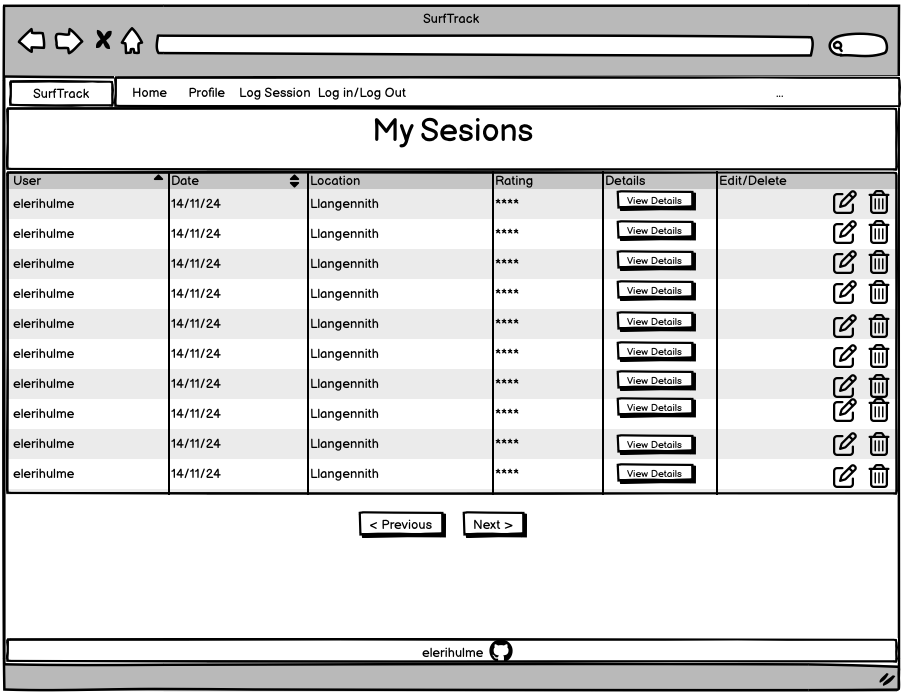 SurfTrack
SurfTrack Home Profile Log Session Log in/Log Out ...
My Sesions
User Date Location Rating Details Edit/Delete
elerihulme 14/11/24 Llangennith **** View Details
elerihulme 14/11/24 Llangennith **** View Details
elerihulme 14/11/24 Llangennith **** View Details
elerihulme 14/11/24 Llangennith **** View Details
elerihulme 14/11/24 Llangennith **** View Details
elerihulme 14/11/24 Llangennith **** View Details
elerihulme 14/11/24 Llangennith **** View Details
elerihulme 14/11/24 Llangennith **** View Details
elerihulme 14/11/24 Llangennith **** View Details
elerihulme 14/11/24 Llangennith **** View Details
< Previous Next >
elerihulme